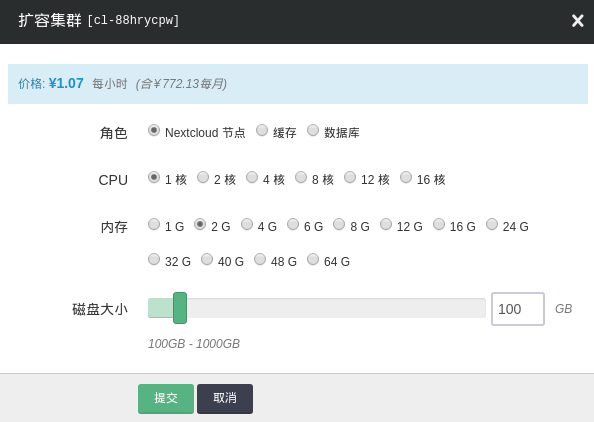 扩容集群 [cl-88hrycpw]
价格: ¥1.07 每小时 (合¥772.13每月)
角色 Nextcloud 节点 缓存 数据库
CPU 1 核 2 核 4 核 8 核 12 核 16 核
内存 1 G 2 G 4 G 6 G 8 G 12 G 16 G 24 G
32 G 40 G 48 G 64 G
磁盘大小 100 GB
100GB - 1000GB
提交 取消